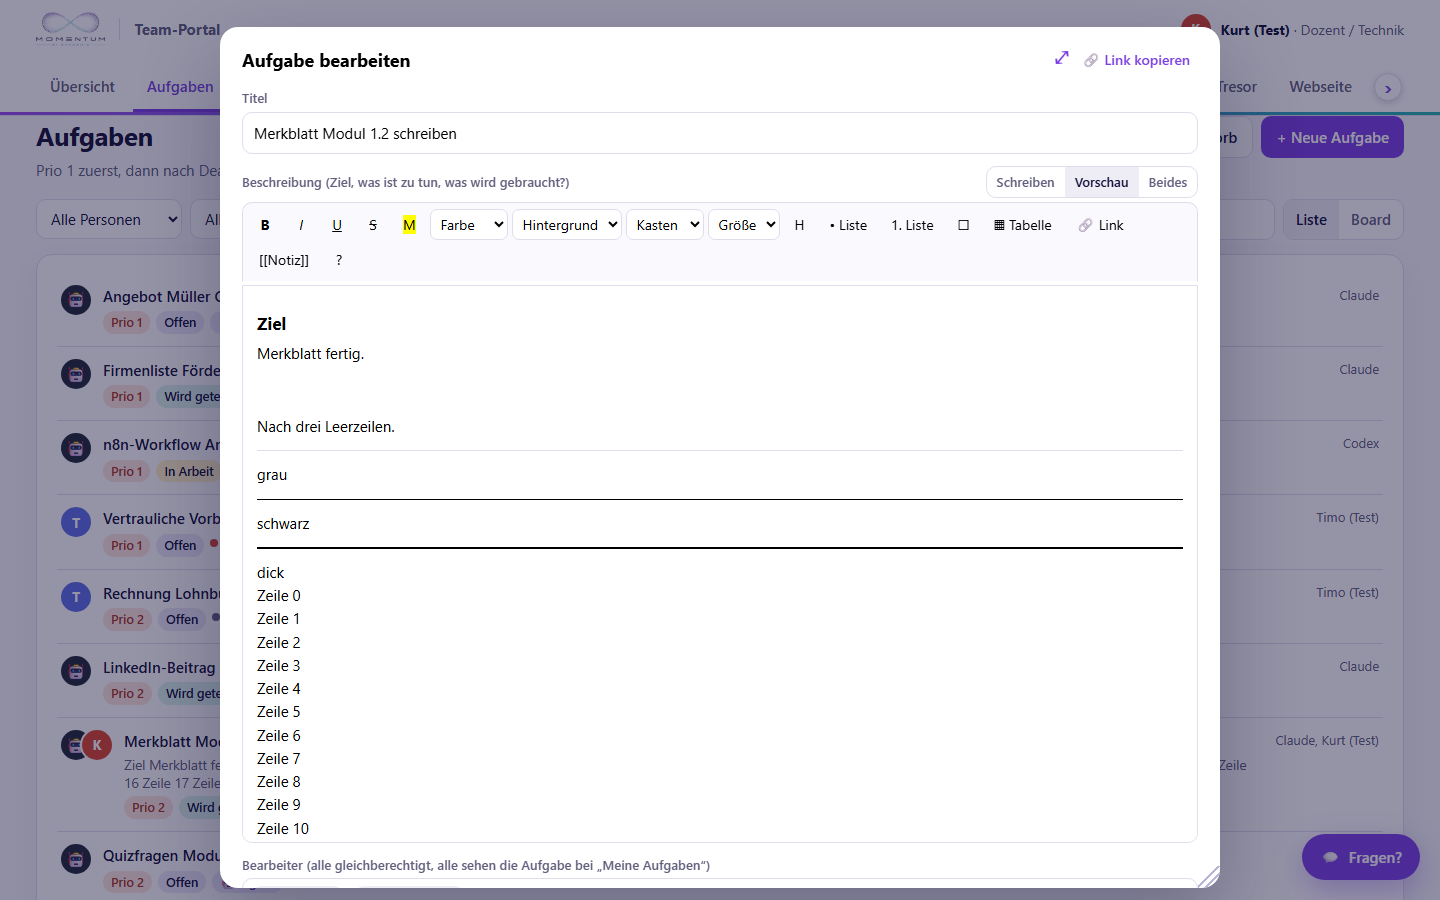 MOMENTUM
Team-Portal
K
Kurt (Test) · Dozent / Technik
Übersicht
Aufgaben
Tresor
Webseite
Aufgaben
+ Neue Aufgabe
Prio 1 zuerst, dann nach
Alle Personen
Liste
Board
Aufgabe bearbeiten
Link kopieren
Titel
Merkblatt Modul 1.2 schreiben
Beschreibung (Ziel, was ist zu tun, was wird gebraucht?)
Schreiben
Vorschau
Beides
B I U S M Farbe Hintergrund Kasten Größe H • Liste 1. Liste ☐ Tabelle Link
[[Notiz]] ?
Ziel
Merkblatt fertig.
Nach drei Leerzeilen.
grau
schwarz
dick
Zeile 0
Zeile 1
Zeile 2
Zeile 3
Zeile 4
Zeile 5
Zeile 6
Zeile 7
Zeile 8
Zeile 9
Zeile 10
Bearbeiter (alle gleichberechtigt, alle sehen die Aufgabe bei „Meine Aufgaben“)
Angebot Müller
Claude
Prio 1 Offen
Firmenliste
Claude
Prio 1 Wird
n8n-Workflow
Codex
Prio 1 In Arbeit
T
Vertrauliche
Timo (Test)
Prio 1 Offen
T
Rechnung
Timo (Test)
Prio 2 Offen
LinkedIn-Beitrag
Claude
Prio 2 Wird
K
Merkblatt
Claude, Kurt (Test)
Ziel Merkblatt
Zeile
16 Zeile 17 Zeile
Prio 2 Wird
Quizfragen
Prio 2 Offen
Fragen?